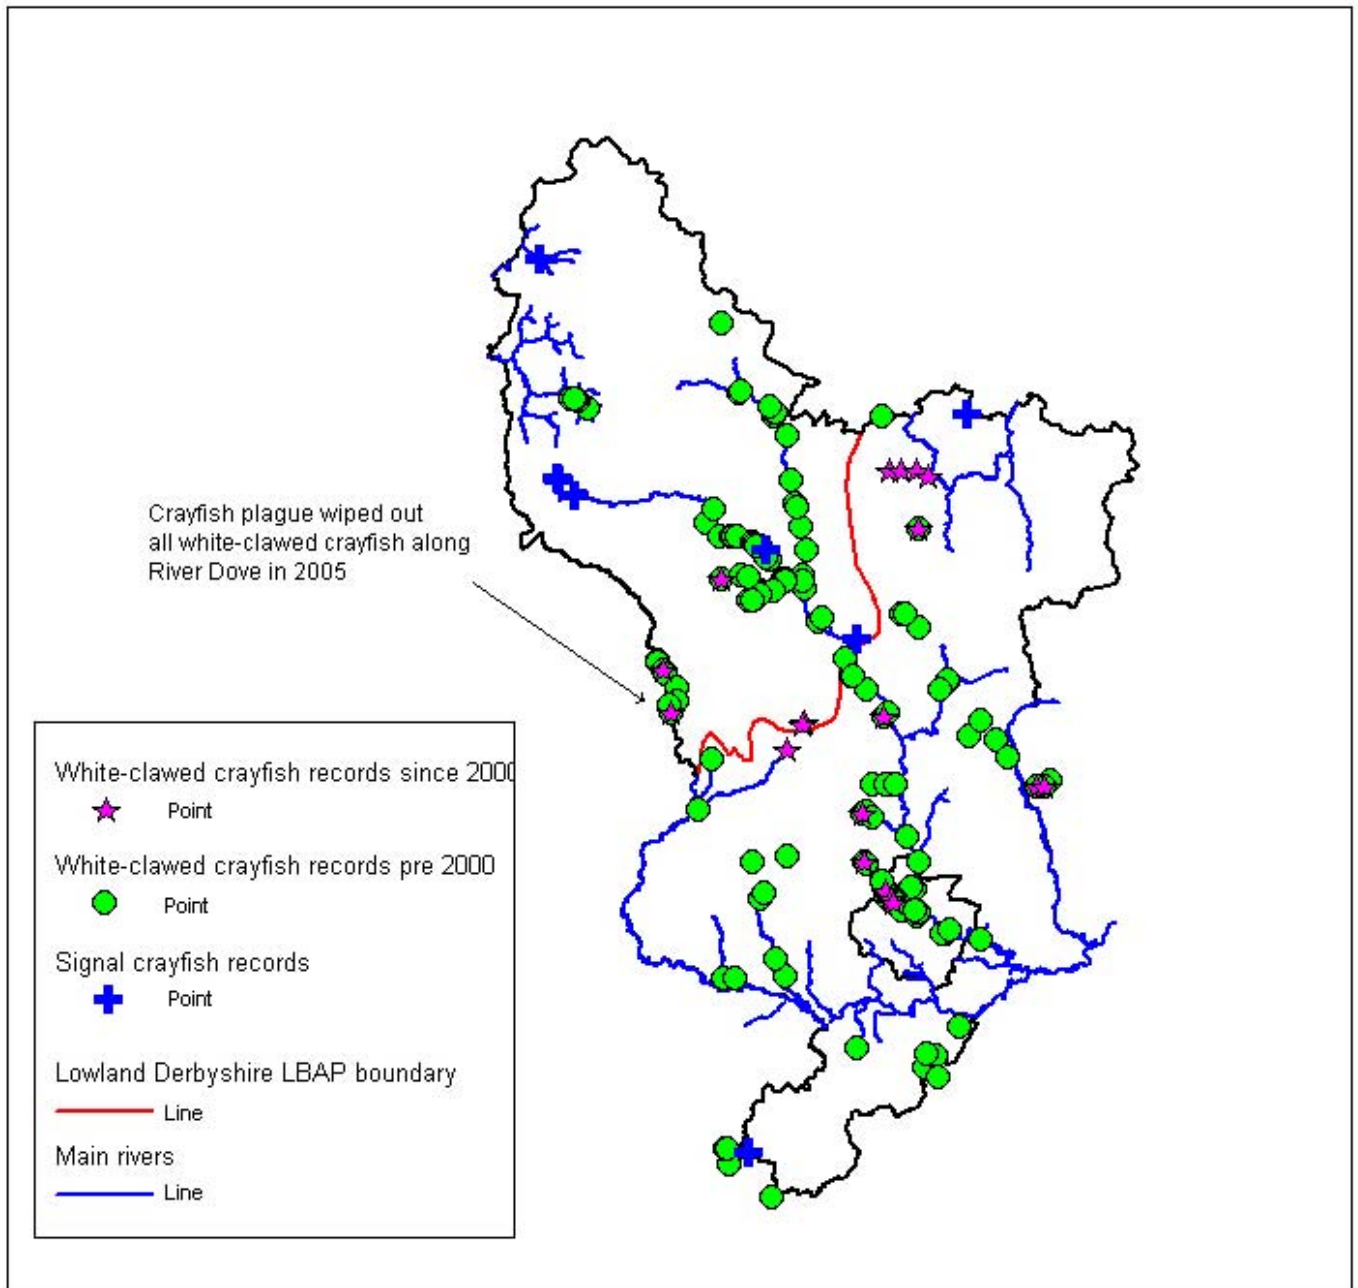 Crayfish plague wiped out
all white-clawed crayfish along
River Dove in 2005
White-clawed crayfish records since 2000
Point
White-clawed crayfish records pre 2000
Point
Signal crayfish records
Point
Lowland Derbyshire LBAP boundary
Line
Main rivers
Line